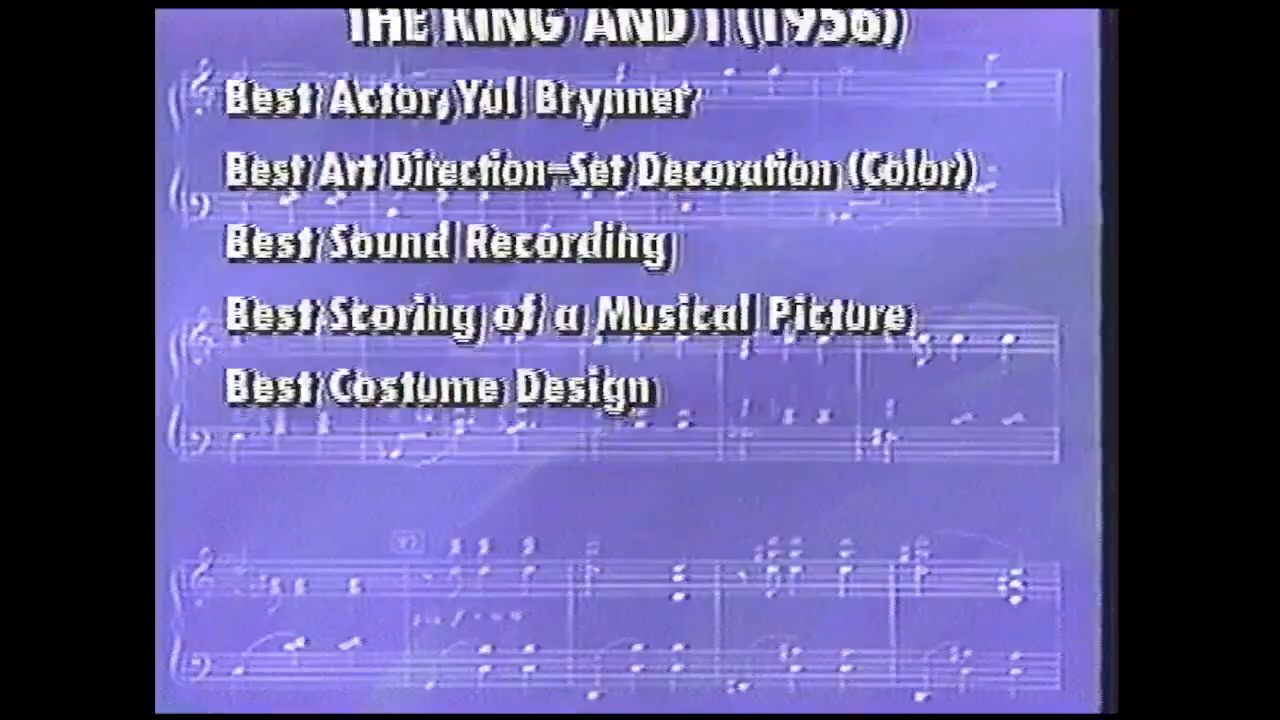 THE KING AND I (1956)
Best Actor, Yul Brynner
Best Art Direction-Set Decoration (Color)
Best Sound Recording
Best Scoring of a Musical Picture
Best Costume Design